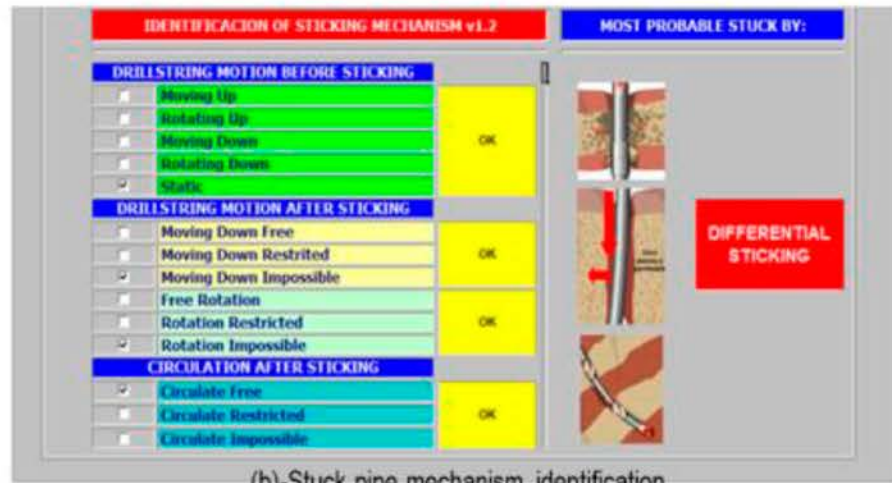 IDENTIFICACION OF STICKING MECHANISM v1.2
MOST PROBABLE STUCK BY:
DRILLSTRING MOTION BEFORE STICKING
Moving Up
Rotating Up
Moving Down
Rotating Down
Static
OK
DRILLSTRING MOTION AFTER STICKING
Moving Down Free
Moving Down Restrited
Moving Down Impossible
OK
Free Rotation
Rotation Restricted
Rotation Impossible
OK
CIRCULATION AFTER STICKING
Circulate Free
Circulate Restricted
Circulate Impossible
OK
DIFFERENTIAL
STICKING
(b)-Stuck pipe mechanism identification